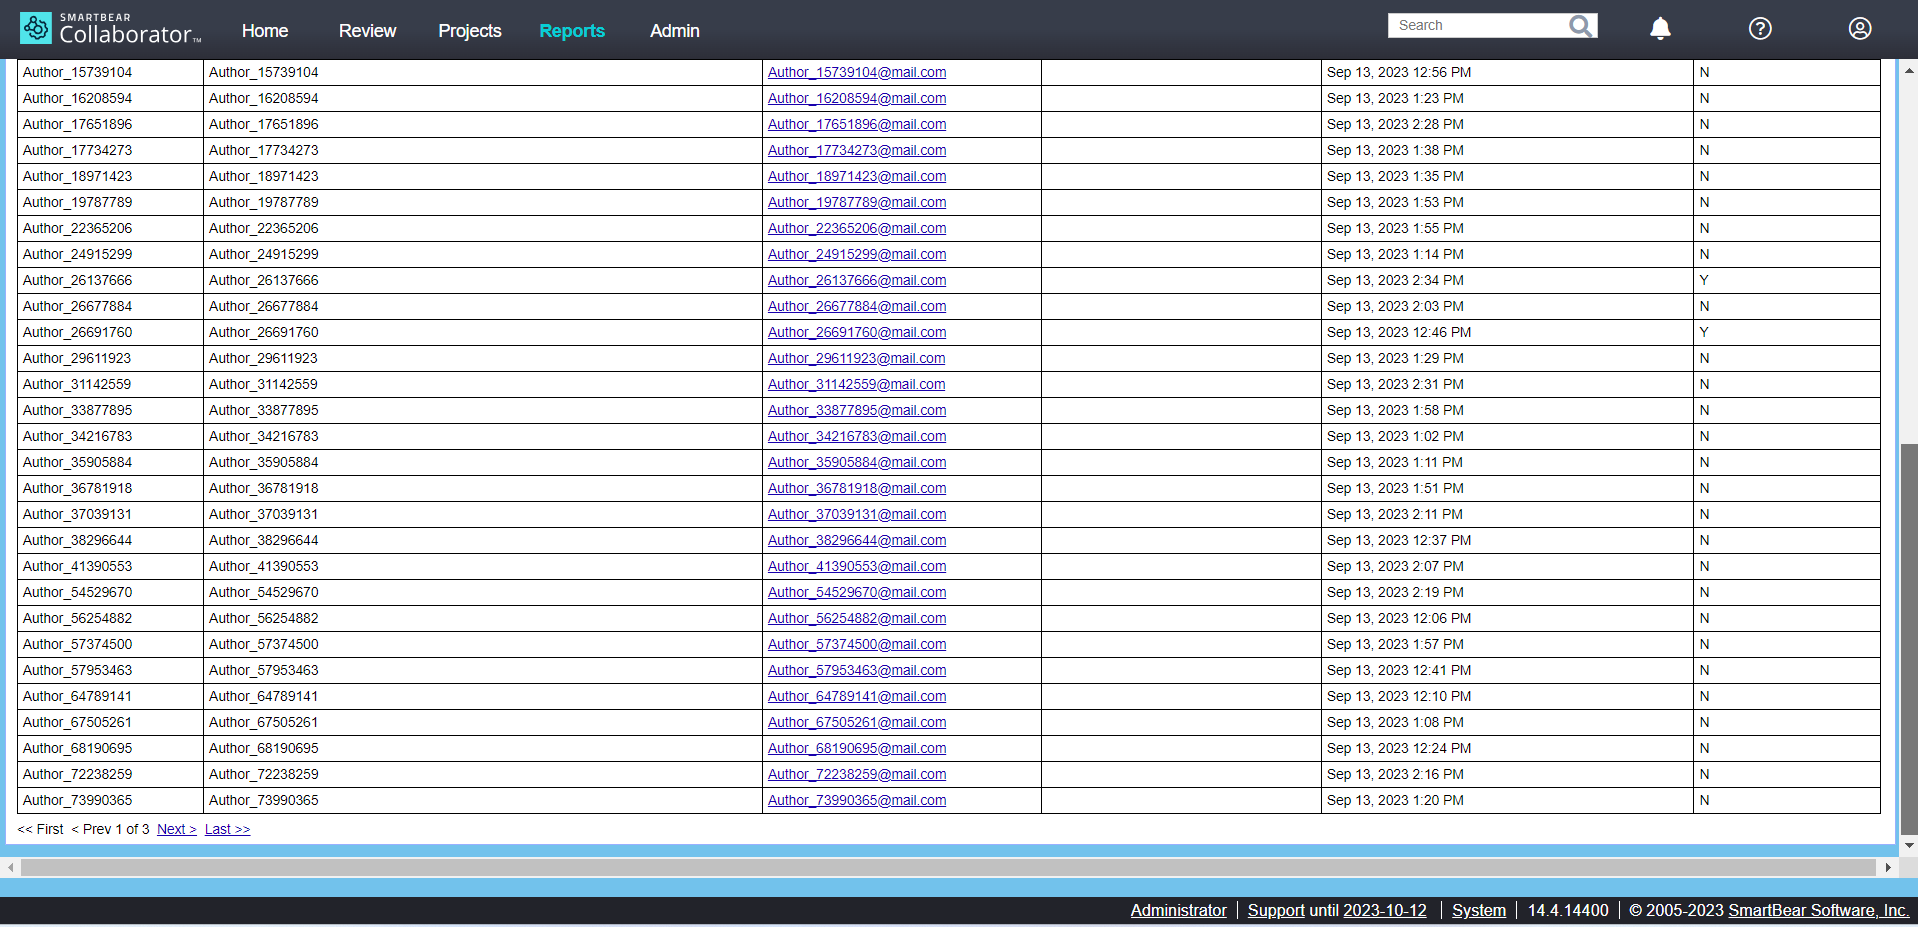 SMARTBEAR
Collaborator™ Home Review Projects Reports Admin Search
Author_15739104 Author_15739104 Author_15739104@mail.com Sep 13, 2023 12:56 PM N
Author_16208594 Author_16208594 Author_16208594@mail.com Sep 13, 2023 1:23 PM N
Author_17651896 Author_17651896 Author_17651896@mail.com Sep 13, 2023 2:28 PM N
Author_17734273 Author_17734273 Author_17734273@mail.com Sep 13, 2023 1:38 PM N
Author_18971423 Author_18971423 Author_18971423@mail.com Sep 13, 2023 1:35 PM N
Author_19787789 Author_19787789 Author_19787789@mail.com Sep 13, 2023 1:53 PM N
Author_22365206 Author_22365206 Author_22365206@mail.com Sep 13, 2023 1:55 PM N
Author_24915299 Author_24915299 Author_24915299@mail.com Sep 13, 2023 1:14 PM N
Author_26137666 Author_26137666 Author_26137666@mail.com Sep 13, 2023 2:34 PM Y
Author_26677884 Author_26677884 Author_26677884@mail.com Sep 13, 2023 2:03 PM N
Author_26691760 Author_26691760 Author_26691760@mail.com Sep 13, 2023 12:46 PM Y
Author_29611923 Author_29611923 Author_29611923@mail.com Sep 13, 2023 1:29 PM N
Author_31142559 Author_31142559 Author_31142559@mail.com Sep 13, 2023 2:31 PM N
Author_33877895 Author_33877895 Author_33877895@mail.com Sep 13, 2023 1:58 PM N
Author_34216783 Author_34216783 Author_34216783@mail.com Sep 13, 2023 1:02 PM N
Author_35905884 Author_35905884 Author_35905884@mail.com Sep 13, 2023 1:11 PM N
Author_36781918 Author_36781918 Author_36781918@mail.com Sep 13, 2023 1:51 PM N
Author_37039131 Author_37039131 Author_37039131@mail.com Sep 13, 2023 2:11 PM N
Author_38296644 Author_38296644 Author_38296644@mail.com Sep 13, 2023 12:37 PM N
Author_41390553 Author_41390553 Author_41390553@mail.com Sep 13, 2023 2:07 PM N
Author_54529670 Author_54529670 Author_54529670@mail.com Sep 13, 2023 2:19 PM N
Author_56254882 Author_56254882 Author_56254882@mail.com Sep 13, 2023 12:06 PM N
Author_57374500 Author_57374500 Author_57374500@mail.com Sep 13, 2023 1:57 PM N
Author_57953463 Author_57953463 Author_57953463@mail.com Sep 13, 2023 12:41 PM N
Author_64789141 Author_64789141 Author_64789141@mail.com Sep 13, 2023 12:10 PM N
Author_67505261 Author_67505261 Author_67505261@mail.com Sep 13, 2023 1:08 PM N
Author_68190695 Author_68190695 Author_68190695@mail.com Sep 13, 2023 12:24 PM N
Author_72238259 Author_72238259 Author_72238259@mail.com Sep 13, 2023 2:16 PM N
Author_73990365 Author_73990365 Author_73990365@mail.com Sep 13, 2023 1:20 PM N
<< First < Prev 1 of 3 Next > Last >>
Administrator | Support until 2023-10-12 | System | 14.4.14400 | © 2005-2023 SmartBear Software, Inc.